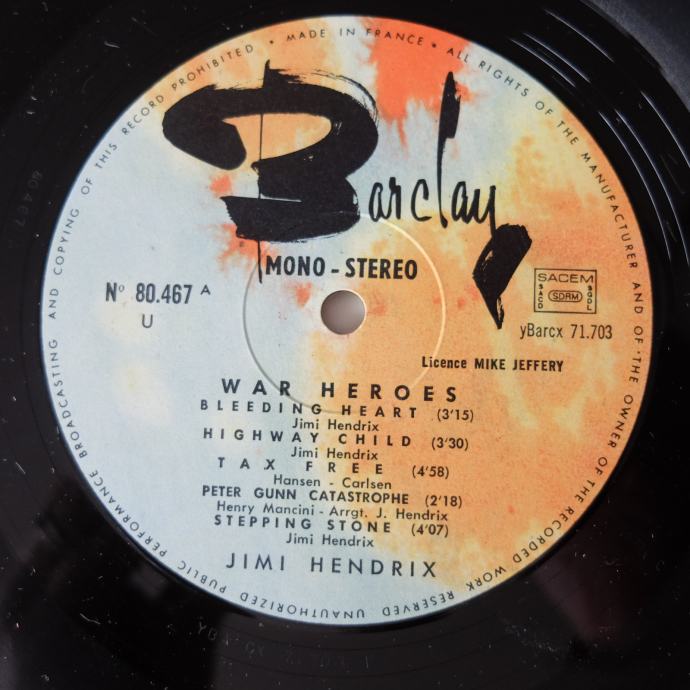 UNAUTHORIZED PUBLIC PERFORMANCE BROADCASTING AND COPYING OF THIS RECORD PROHIBITED • MADE IN FRANCE • ALL RIGHTS OF THE MANUFACTURER AND OF THE OWNER OF THE RECORDED WORK RESERVED
Barclay
MONO - STEREO
Nº 80.467 A
U
SACEM
SACD SDRM SGDL
yBarcx 71.703
Licence MIKE JEFFERY
WAR HEROES
BLEEDING HEART (3'15)
Jimi Hendrix
HIGHWAY CHILD (3'30)
Jimi Hendrix
TAX FREE (4'58)
Hansen - Carlsen
PETER GUNN CATASTROPHE (2'18)
Henry Mancini - Arrgt. J. Hendrix
STEPPING STONE (4'07)
Jimi Hendrix
JIMI HENDRIX